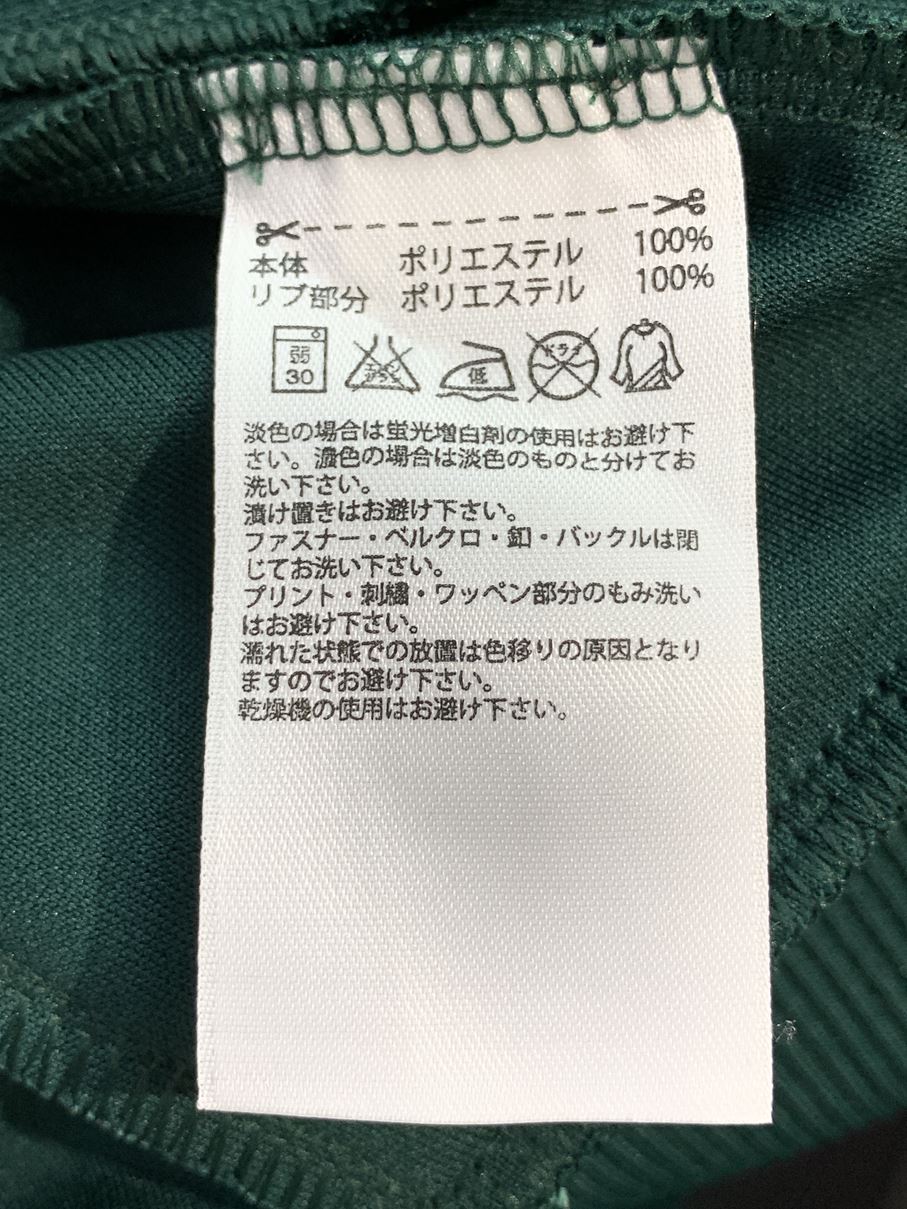 本体 ポリエステル 100%
リブ部分 ポリエステル 100%
弱
30
低
ドライ
淡色の場合は蛍光増白剤の使用はお避け下
さい。濃色の場合は淡色のものと分けてお
洗い下さい。
漬け置きはお避け下さい。
ファスナー・ベルクロ・釦・バックルは閉
じてお洗い下さい。
プリント・刺繍・ワッペン部分のもみ洗い
はお避け下さい。
濡れた状態での放置は色移りの原因となり
ますのでお避け下さい。
乾燥機の使用はお避け下さい。